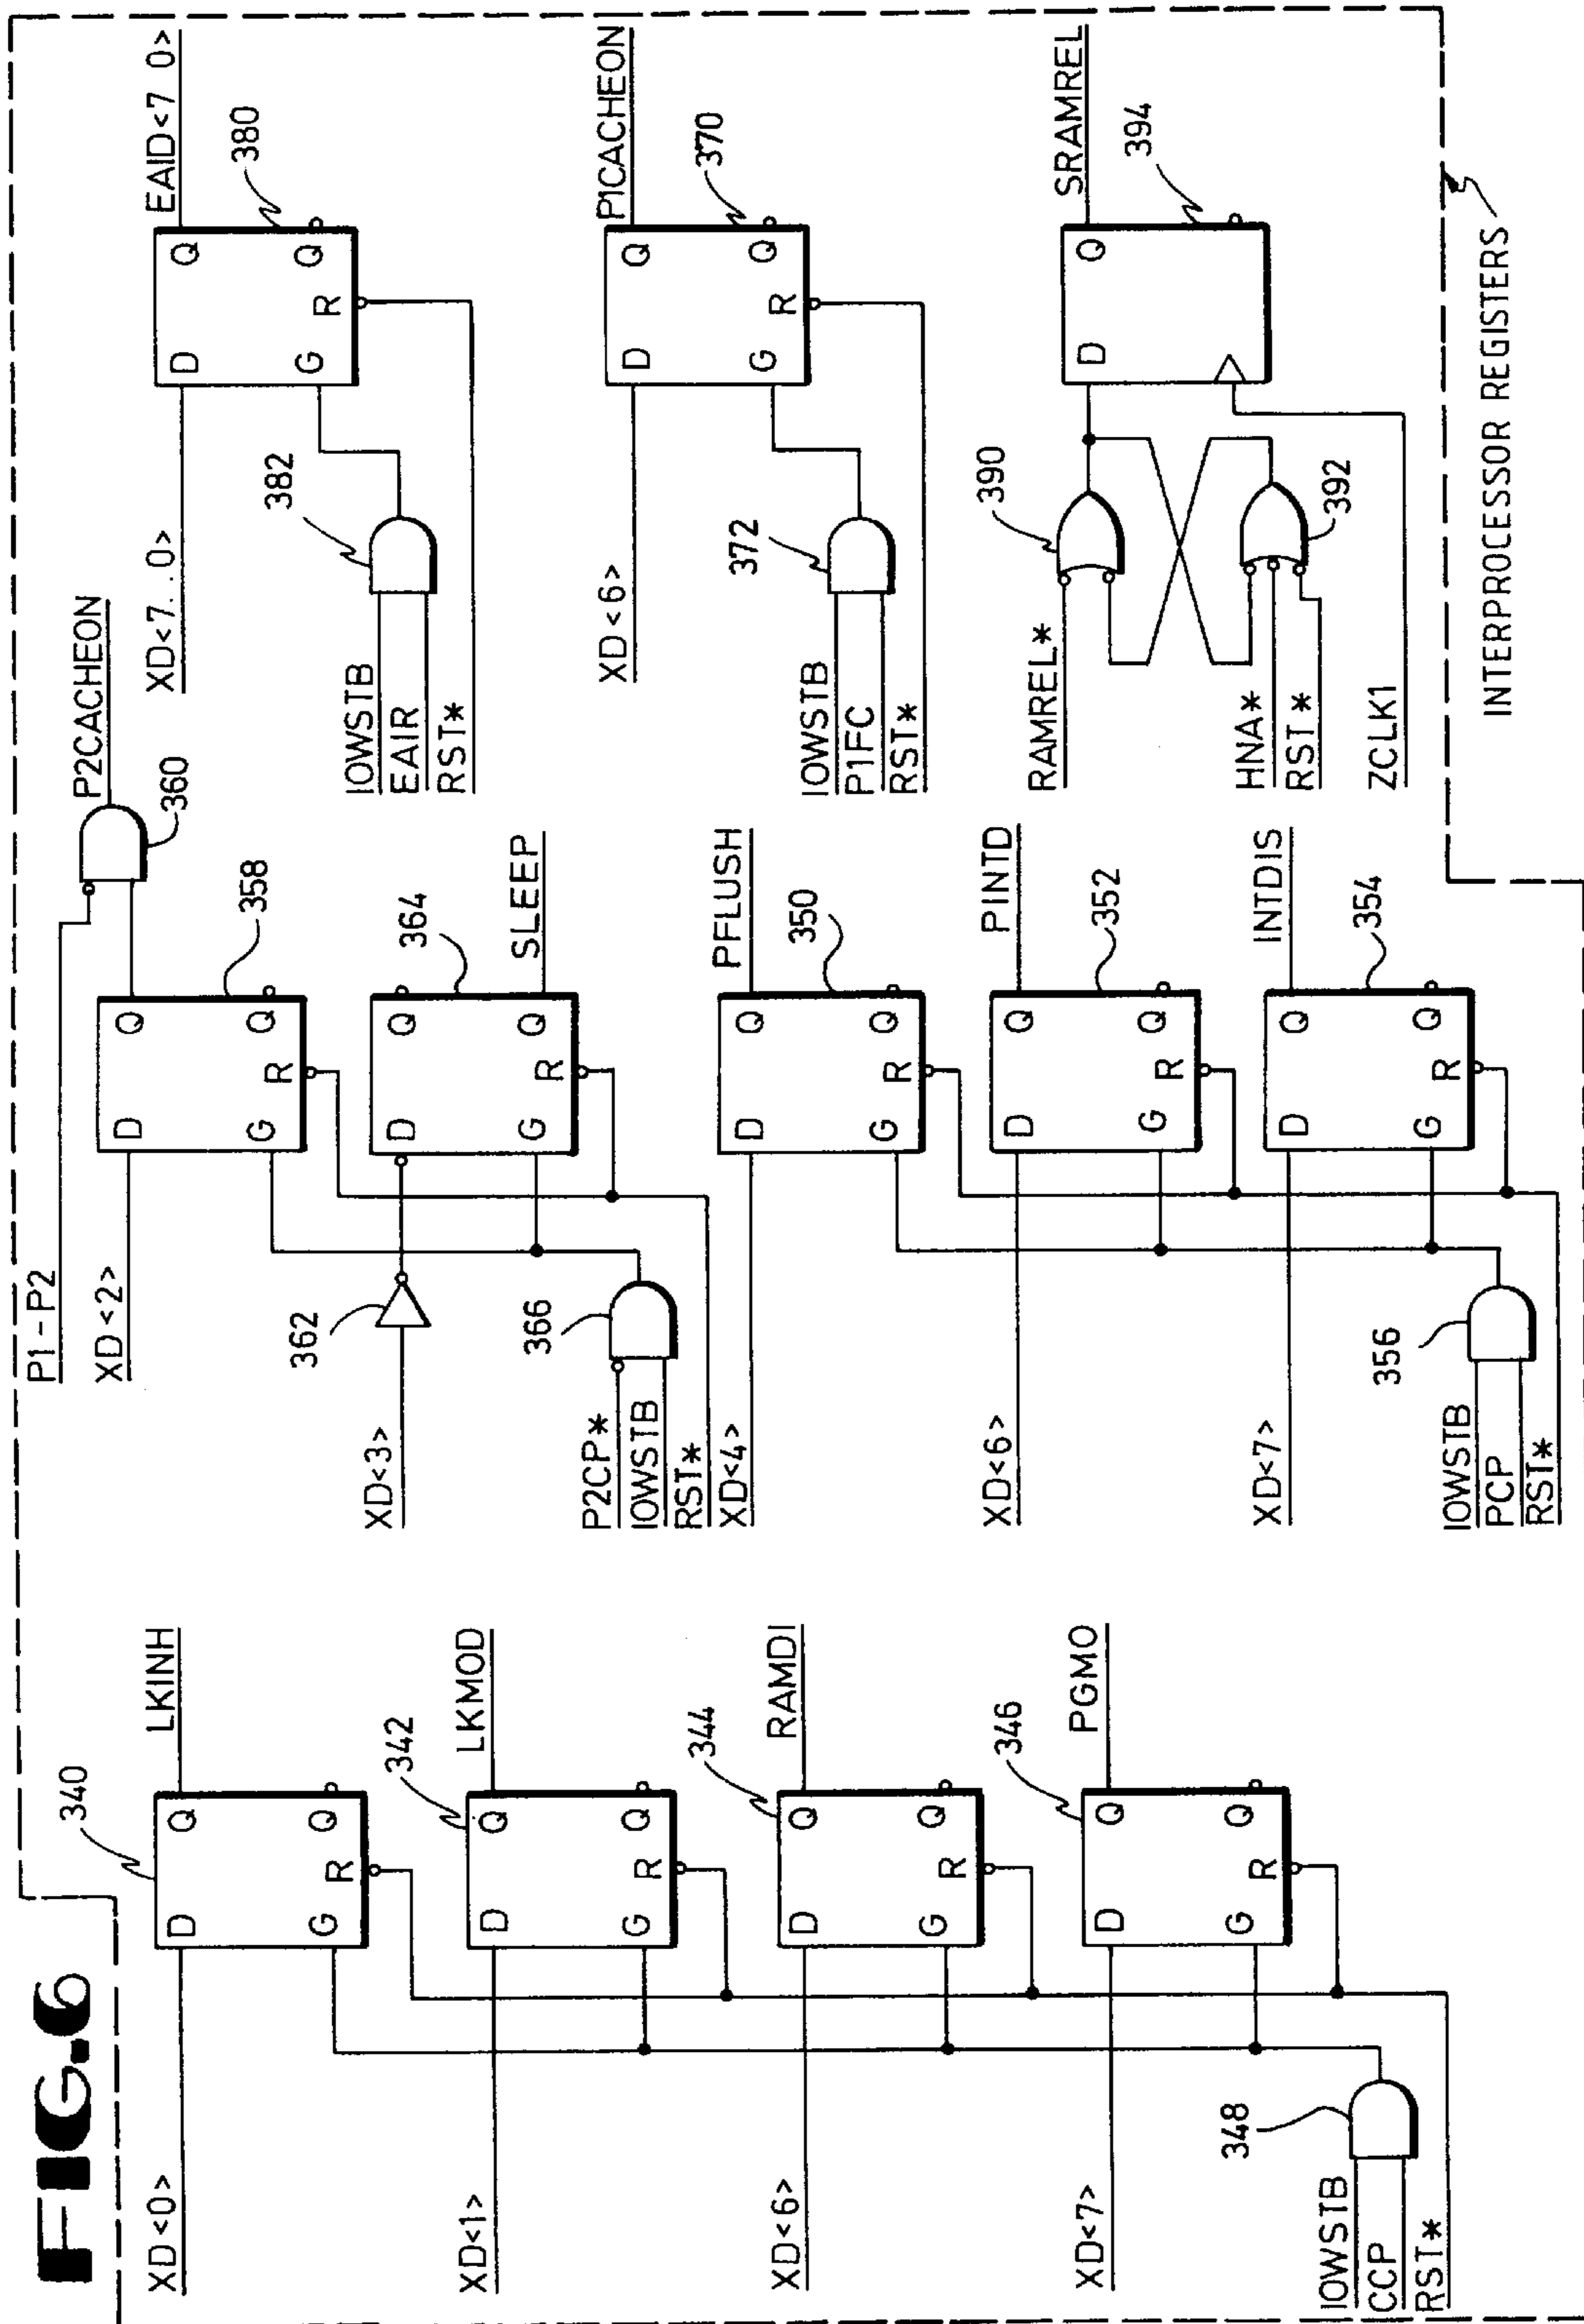 FIG.6
XD<0>
D
Q
G
Q
R
340
LKINH
XD<1>
D
Q
G
Q
R
342
LKMOD
XD<6>
D
Q
G
Q
R
344
RAMDI
XD<7>
D
Q
G
Q
R
346
PGMO
IOWSTB
CCP
RST*
348
P1-P2
XD<2>
D
Q
G
Q
R
358
360
P2CACHEON
XD<3>
362
D
Q
G
Q
R
364
SLEEP
P2CP*
IOWSTB
RST*
366
XD<4>
D
Q
G
Q
R
350
PFLUSH
XD<6>
D
Q
G
Q
R
352
PINTD
XD<7>
D
Q
G
Q
R
354
INTDIS
IOWSTB
PCP
RST*
356
XD<7..0>
D
Q
G
Q
R
380
EAID<7 0>
IOWSTB
EAIR
RST*
382
XD<6>
D
Q
G
Q
R
370
P1CACHEON
IOWSTB
P1FC
RST*
372
RAMREL*
390
HNA*
RST*
392
ZCLK1
D
Q
394
SRAMREL
INTERPROCESSOR REGISTERS